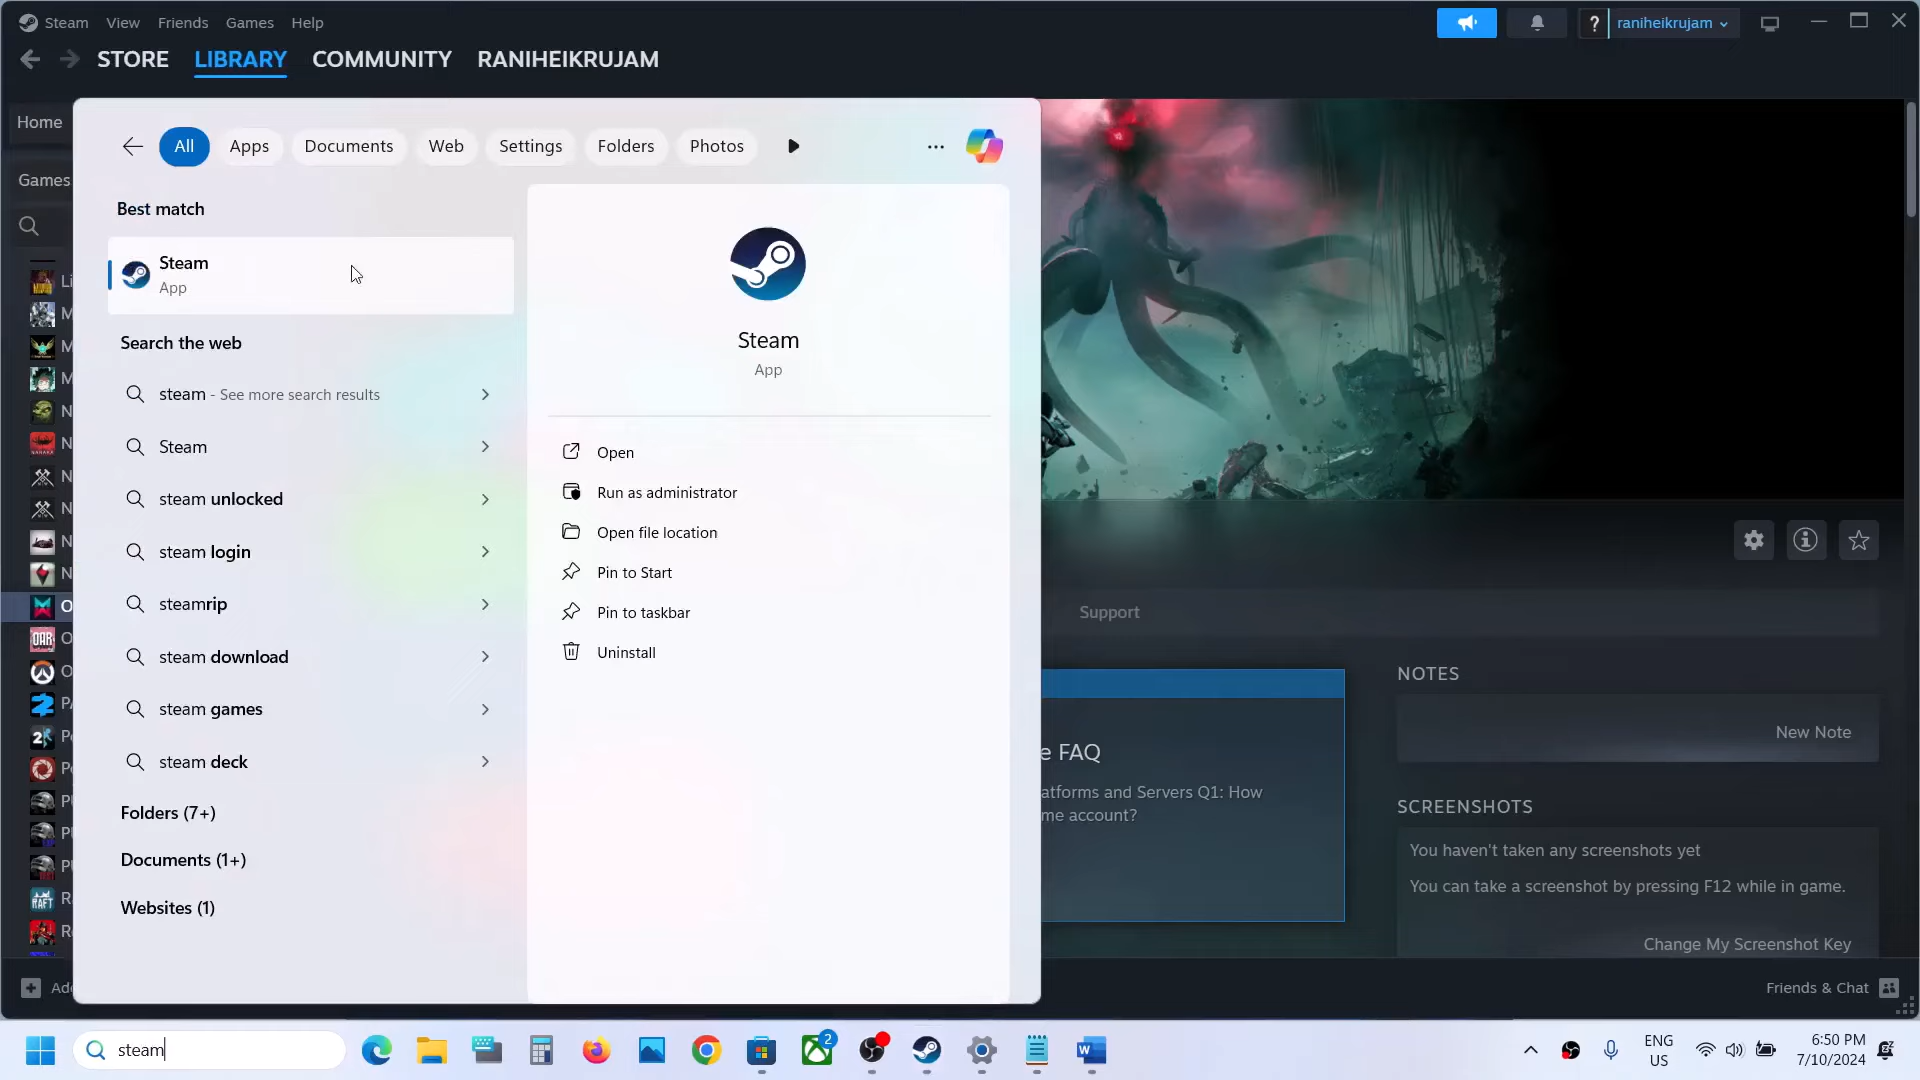 Steam View Friends Games Help
? raniheikrujam
STORE LIBRARY COMMUNITY RANIHEIKRUJAM
Home
Games
All Apps Documents Web Settings Folders Photos
Best match
Steam
App
Search the web
steam - See more search results
Steam
steam unlocked
steam login
steamrip
steam download
steam games
steam deck
Folders (7+)
Documents (1+)
Websites (1)
Steam
App
Open
Run as administrator
Open file location
Pin to Start
Pin to taskbar
Uninstall
Support
e FAQ
atforms and Servers Q1: How
me account?
NOTES
New Note
SCREENSHOTS
You haven't taken any screenshots yet
You can take a screenshot by pressing F12 while in game.
Change My Screenshot Key
Friends & Chat
steam
2
ENG
US
6:50 PM
7/10/2024